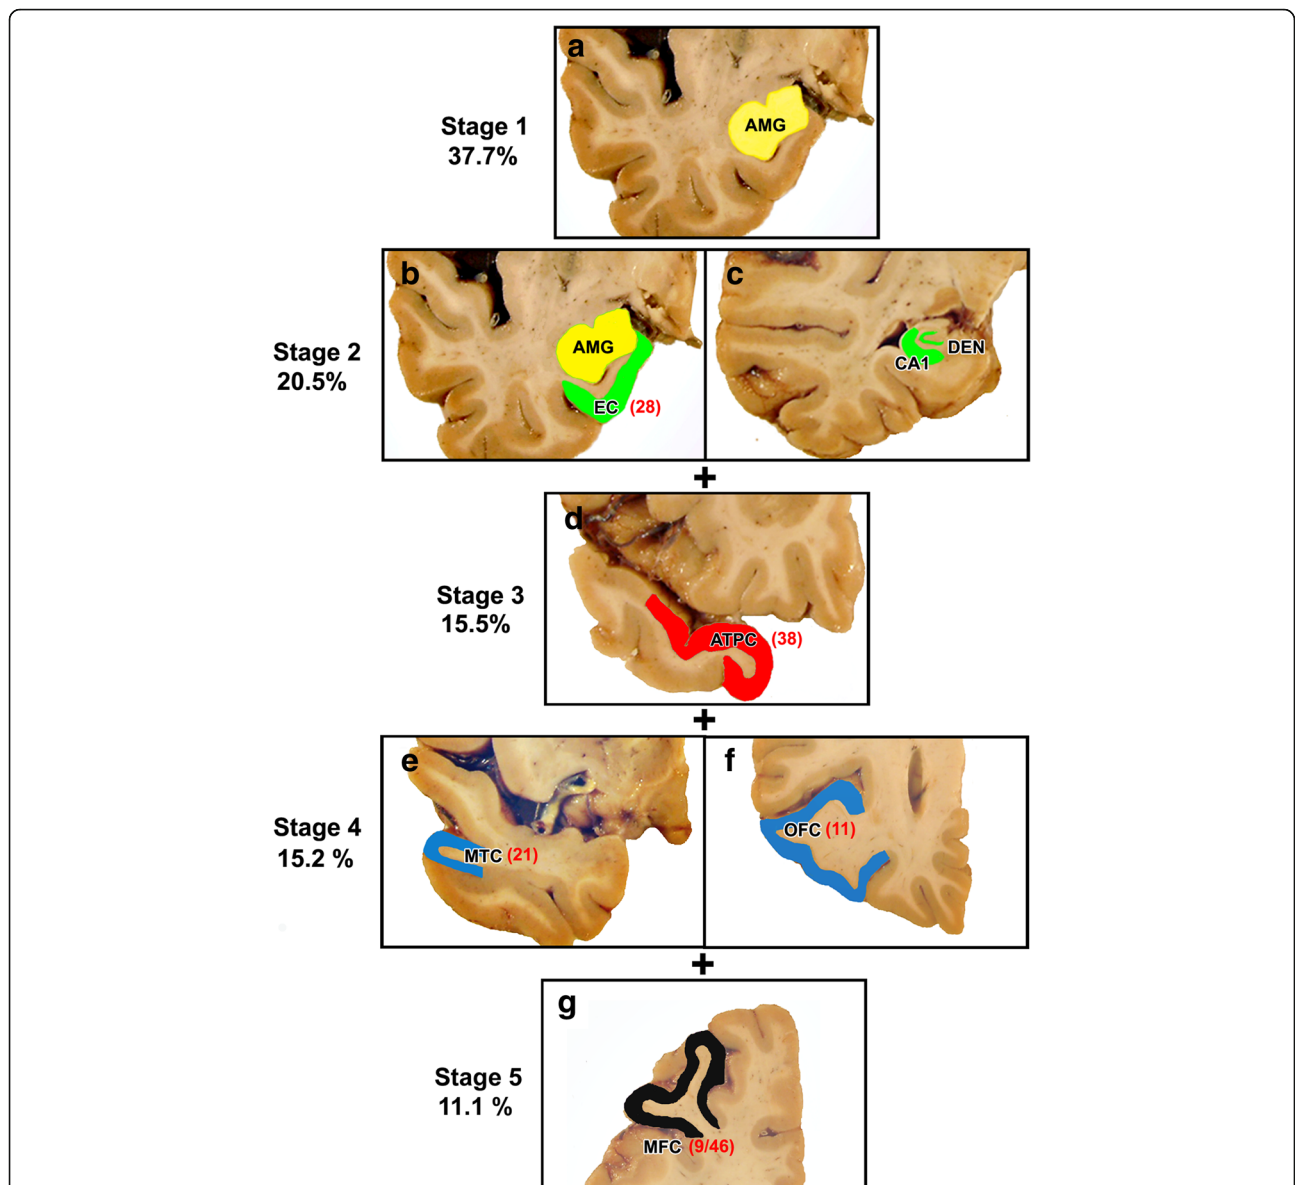 a
Stage 1
37.7%
AMG
b
c
Stage 2
20.5%
AMG
EC (28)
CA1
DEN
+
d
Stage 3
15.5%
ATPC (38)
+
e
f
Stage 4
15.2 %
MTC (21)
OFC (11)
+
g
Stage 5
11.1 %
MFC (9/46)